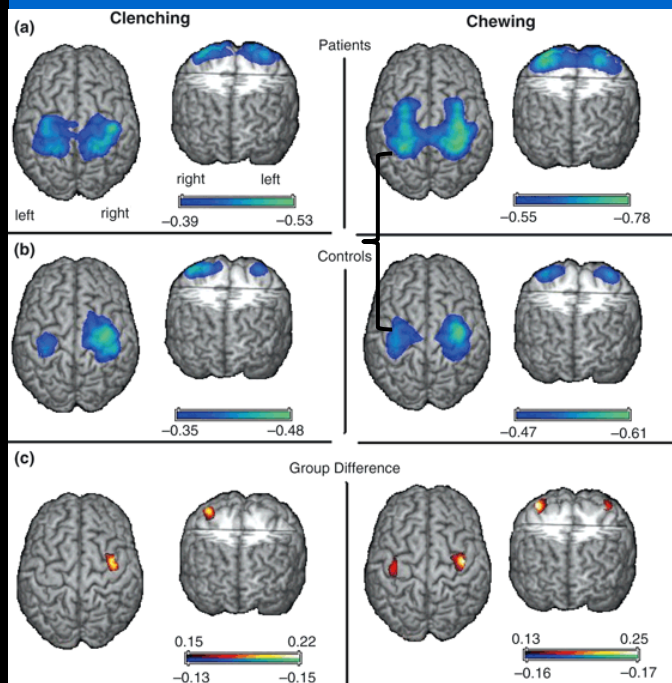 Clenching
Chewing
(a)
Patients
right left
left right
−0.39 −0.53
−0.55 −0.78
(b)
Controls
−0.35 −0.48
−0.47 −0.61
(c)
Group Difference
0.15 0.22
−0.13 −0.15
0.13 0.25
−0.16 −0.17